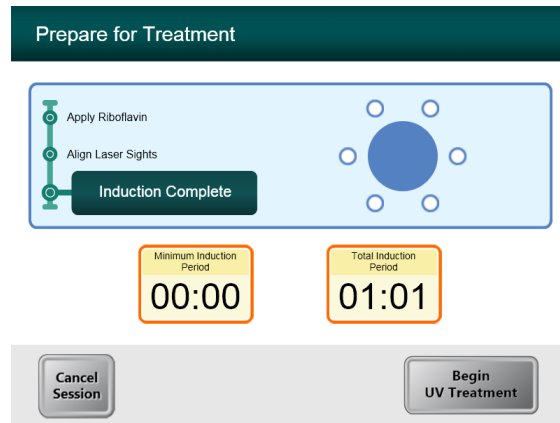 Prepare for Treatment
Apply Riboflavin
Align Laser Sights
Induction Complete
Minimum Induction
Period
00:00
Total Induction
Period
01:01
Cancel
Session
Begin
UV Treatment